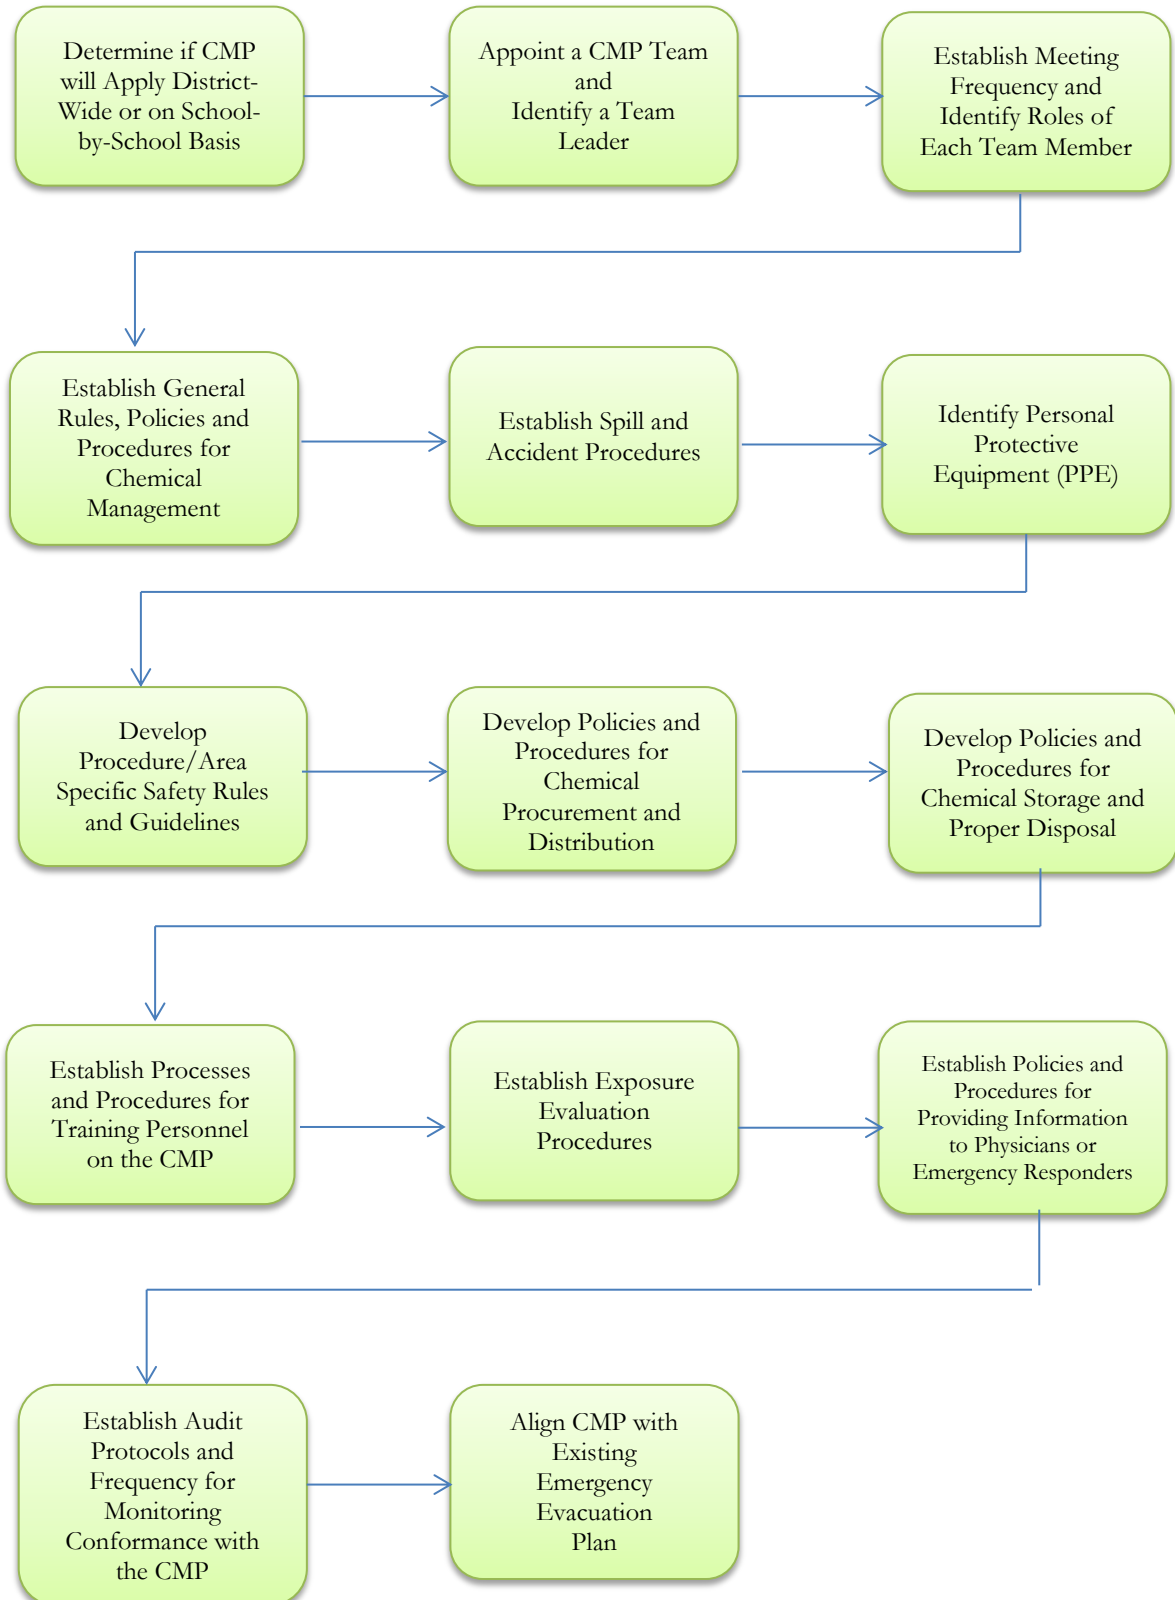 Determine if CMP
will Apply District-
Wide or on School-
by-School Basis
Appoint a CMP Team
and
Identify a Team
Leader
Establish Meeting
Frequency and
Identify Roles of
Each Team Member
Establish General
Rules, Policies and
Procedures for
Chemical
Management
Establish Spill and
Accident Procedures
Identify Personal
Protective
Equipment (PPE)
Develop
Procedure/Area
Specific Safety Rules
and Guidelines
Develop Policies and
Procedures for
Chemical
Procurement and
Distribution
Develop Policies and
Procedures for
Chemical Storage and
Proper Disposal
Establish Processes
and Procedures for
Training Personnel
on the CMP
Establish Exposure
Evaluation
Procedures
Establish Policies and
Procedures for
Providing Information
to Physicians or
Emergency Responders
Establish Audit
Protocols and
Frequency for
Monitoring
Conformance with
the CMP
Align CMP with
Existing
Emergency
Evacuation
Plan